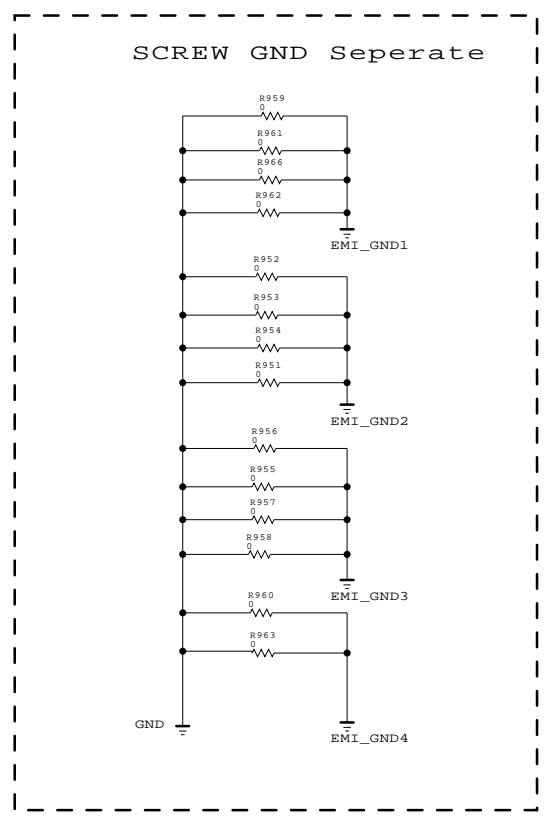 SCREW GND Seperate
R959
0
R961
0
R966
0
R962
0
EMI_GND1
R952
0
R953
0
R954
0
R951
0
EMI_GND2
R956
0
R955
0
R957
0
R958
0
EMI_GND3
R960
0
R963
0
GND
EMI_GND4